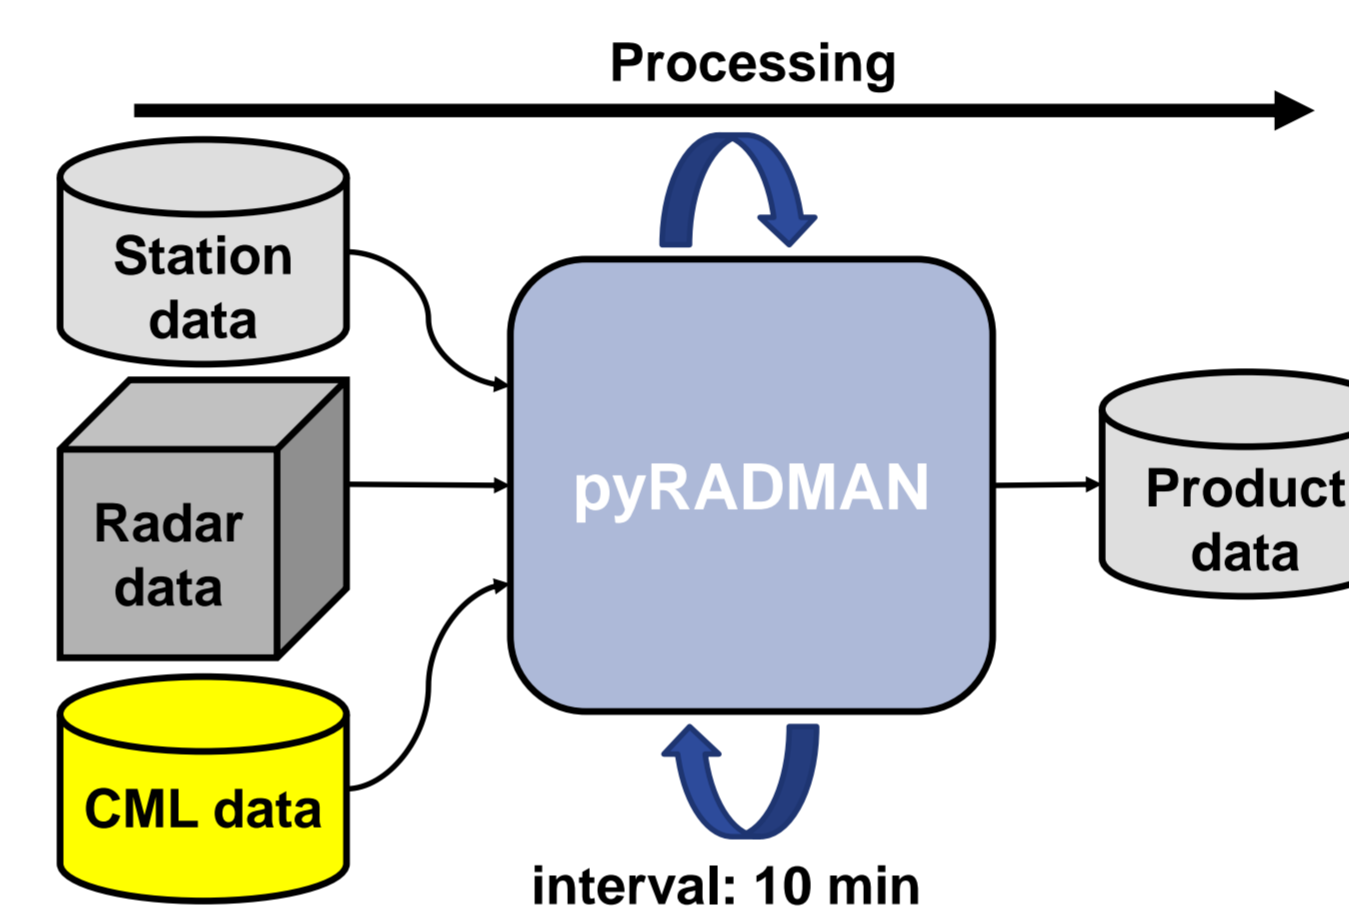 Processing
Station
data
Radar
data
CML data
pyRADMAN
interval: 10 min
Product
data